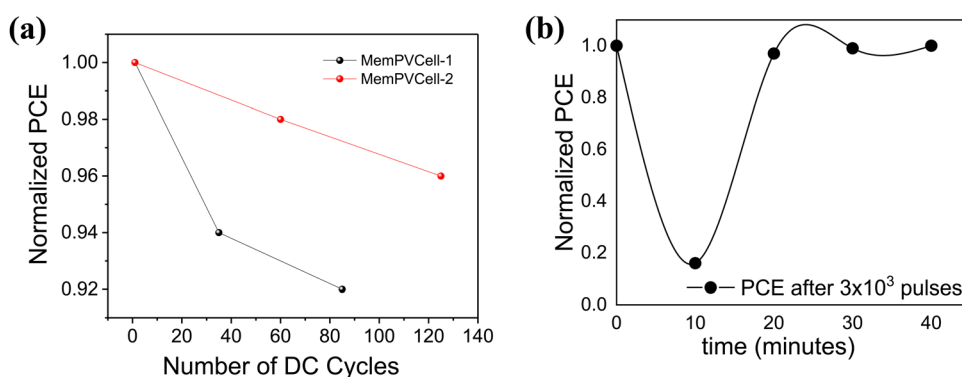 (a)
Normalized PCE
1.00
0.98
0.96
0.94
0.92
MemPVCell-1
MemPVCell-2
0 20 40 60 80 100 120 140
Number of DC Cycles
(b)
Normalized PCE
1.0
0.8
0.6
0.4
0.2
0.0
PCE after 3x10³ pulses
0 10 20 30 40
time (minutes)